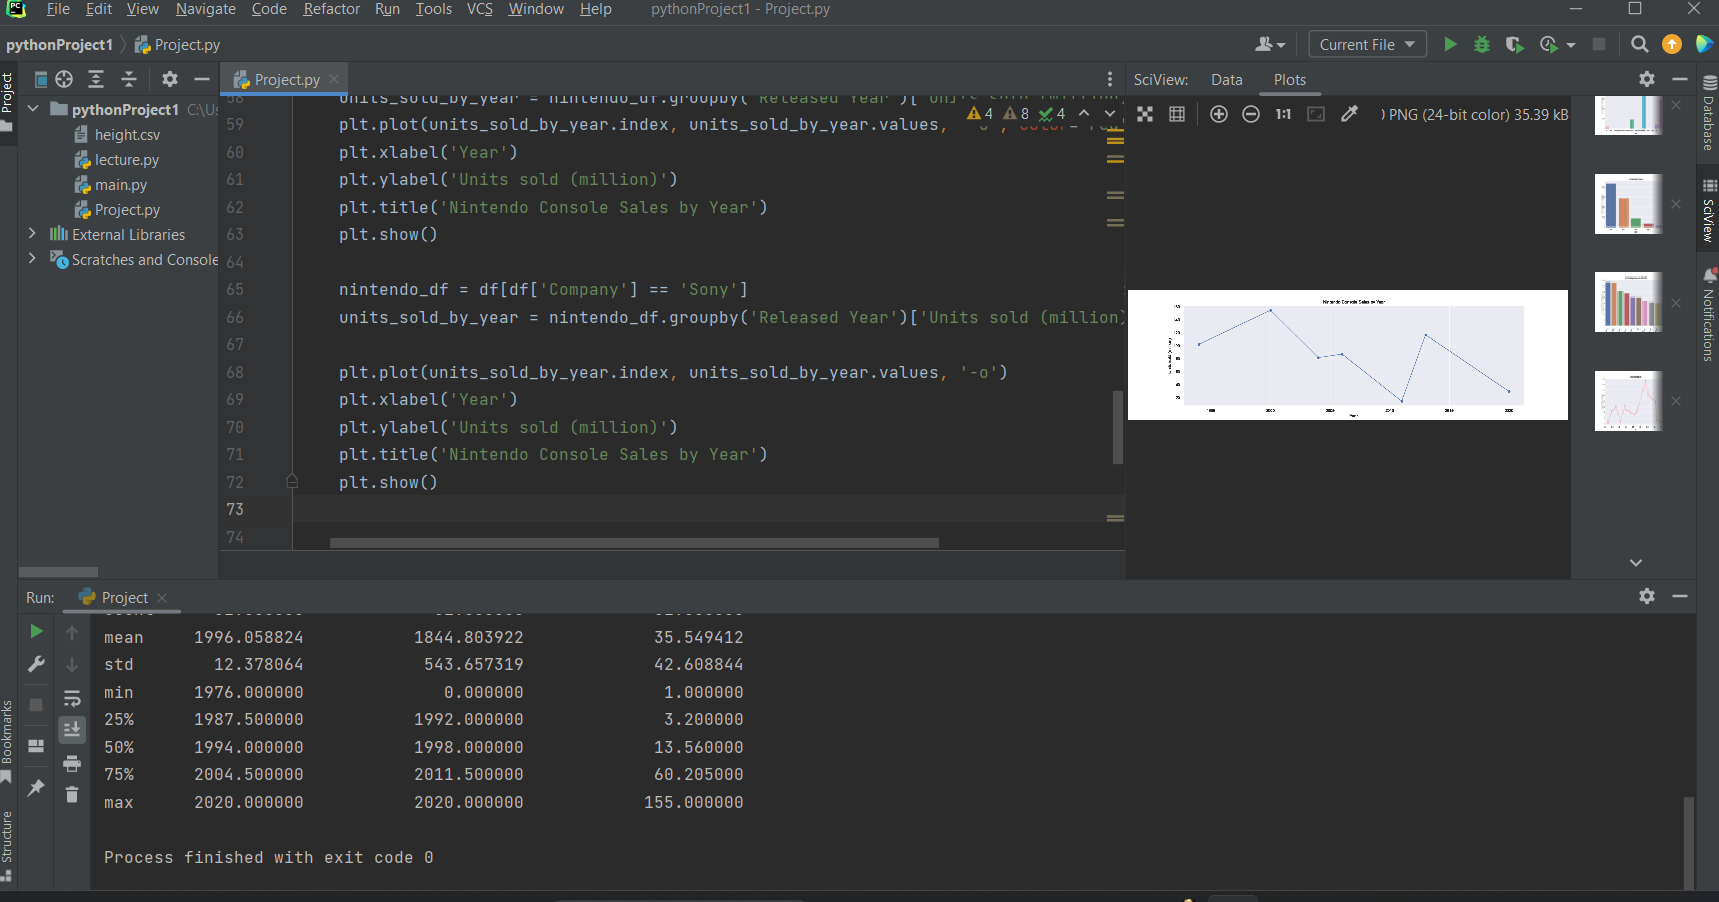 File Edit View Navigate Code Refactor Run Tools VCS Window Help pythonProject1 - Project.py
pythonProject1 Project.py
Current File
Project
Project.py
SciView: Data Plots
pythonProject1 C:\Us
height.csv
lecture.py
main.py
Project.py
External Libraries
Scratches and Console
4 8 4
58 units_sold_by_year = nintendo_df.groupby('Released Year')['Units sold (million
59 plt.plot(units_sold_by_year.index, units_sold_by_year.values,
60 plt.xlabel('Year')
61 plt.ylabel('Units sold (million)')
62 plt.title('Nintendo Console Sales by Year')
63 plt.show()
64
65 nintendo_df = df[df['Company'] == 'Sony']
66 units_sold_by_year = nintendo_df.groupby('Released Year')['Units sold (million)
67
68 plt.plot(units_sold_by_year.index, units_sold_by_year.values, '-o')
69 plt.xlabel('Year')
70 plt.ylabel('Units sold (million)')
71 plt.title('Nintendo Console Sales by Year')
72 plt.show()
73
74
1:1
) PNG (24-bit color) 35.39 kB
Nintendo Console Sales by Year
Year
Database
SciView
Notifications
Run: Project
mean 1996.058824 1844.803922 35.549412
std 12.378064 543.657319 42.608844
min 1976.000000 0.000000 1.000000
25% 1987.500000 1992.000000 3.200000
50% 1994.000000 1998.000000 13.560000
75% 2004.500000 2011.500000 60.205000
max 2020.000000 2020.000000 155.000000
Process finished with exit code 0
Bookmarks
Structure